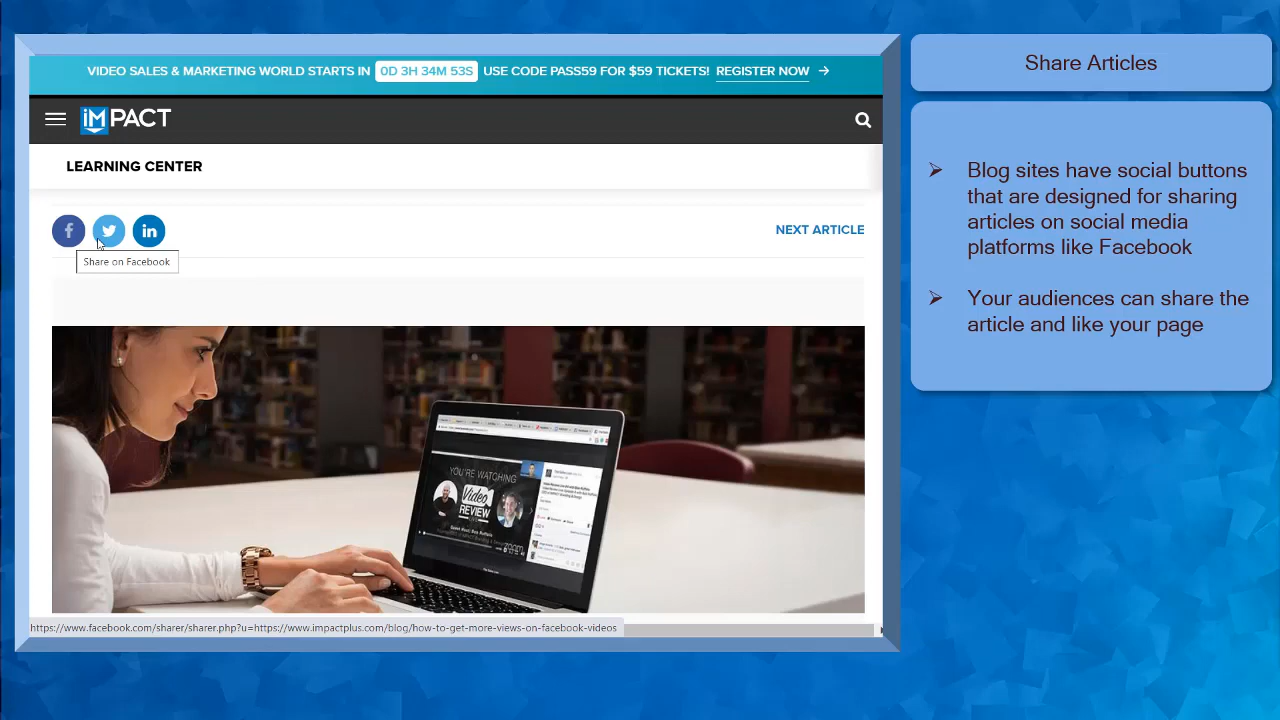 VIDEO SALES & MARKETING WORLD STARTS IN 0D 3H 34M 53S USE CODE PASS59 FOR $59 TICKETS! REGISTER NOW →
iMPACT
LEARNING CENTER
f in NEXT ARTICLE
Share on Facebook
YOU'RE WATCHING
Video
REVIEW
zoom
https://www.facebook.com/sharer/sharer.php?u=https://www.impactplus.com/blog/how-to-get-more-views-on-facebook-videos
Share Articles
Blog sites have social buttons
that are designed for sharing
articles on social media
platforms like Facebook
Your audiences can share the
article and like your page